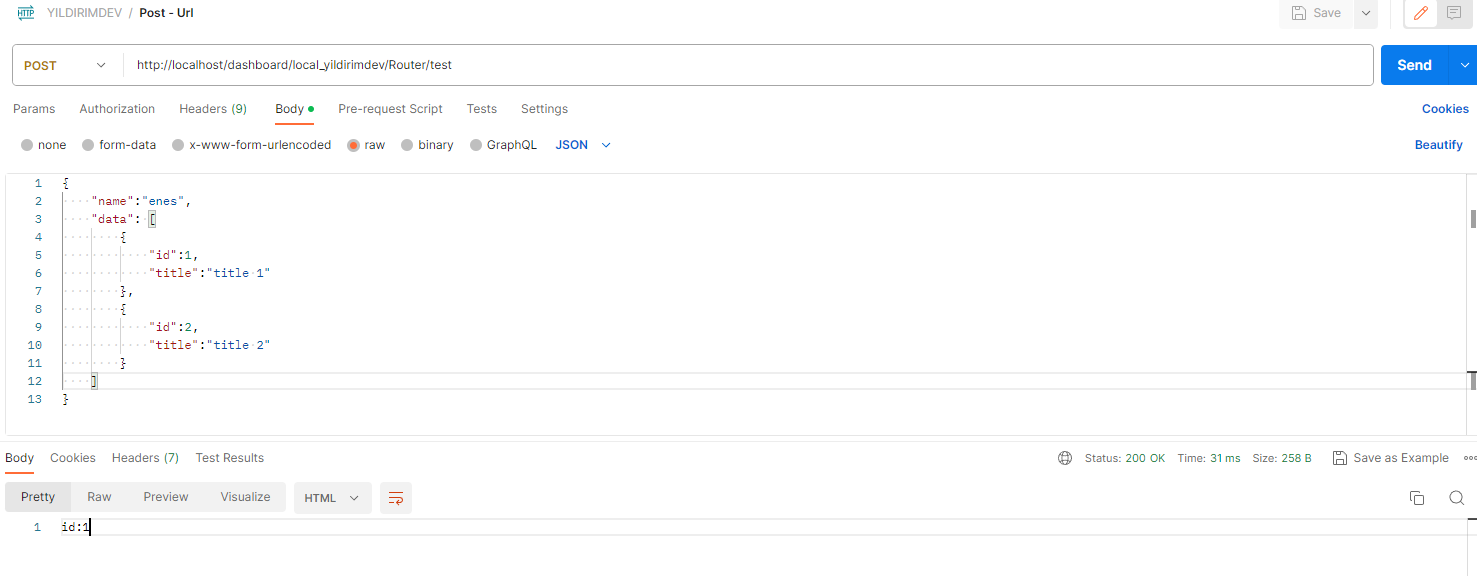 HTTP YILDIRIMDEV / Post - Url Save
POST http://localhost/dashboard/local_yildirimdev/Router/test Send
Params Authorization Headers (9) Body Pre-request Script Tests Settings Cookies
none form-data x-www-form-urlencoded raw binary GraphQL JSON Beautify
1 {
2 "name":"enes",
3 "data": [
4 {
5 "id":1,
6 "title":"title 1"
7 },
8 {
9 "id":2,
10 "title":"title 2"
11 }
12 ]
13 }
Body Cookies Headers (7) Test Results Status: 200 OK Time: 31 ms Size: 258 B Save as Example
Pretty Raw Preview Visualize HTML
1 id:1